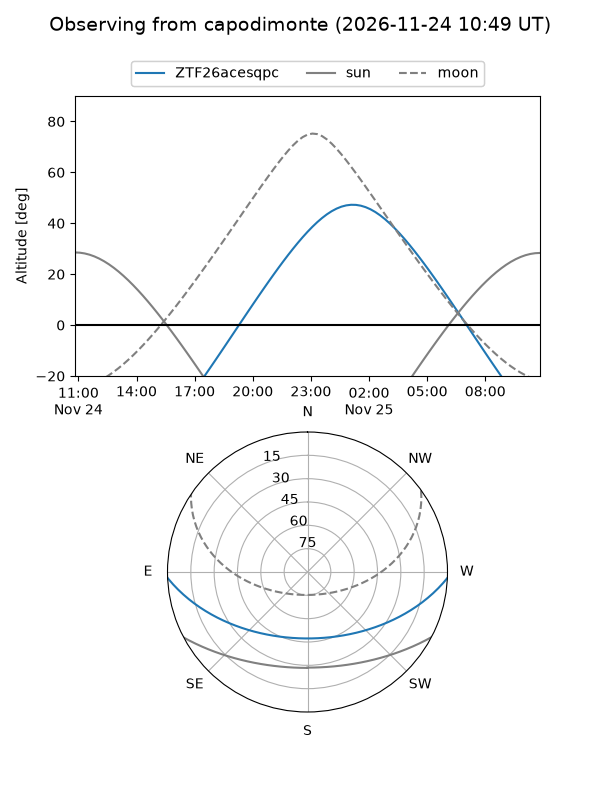 Observing from capodimonte (2026-11-24 10:49 UT)
ZTF26acesqpc sun moon
Altitude [deg]
80
60
40
20
0
−20
11:00 14:00 17:00 20:00 23:00 02:00 05:00 08:00
Nov 24 Nov 25
N
NE NW
15
30
45
60
75
E W
SE SW
S